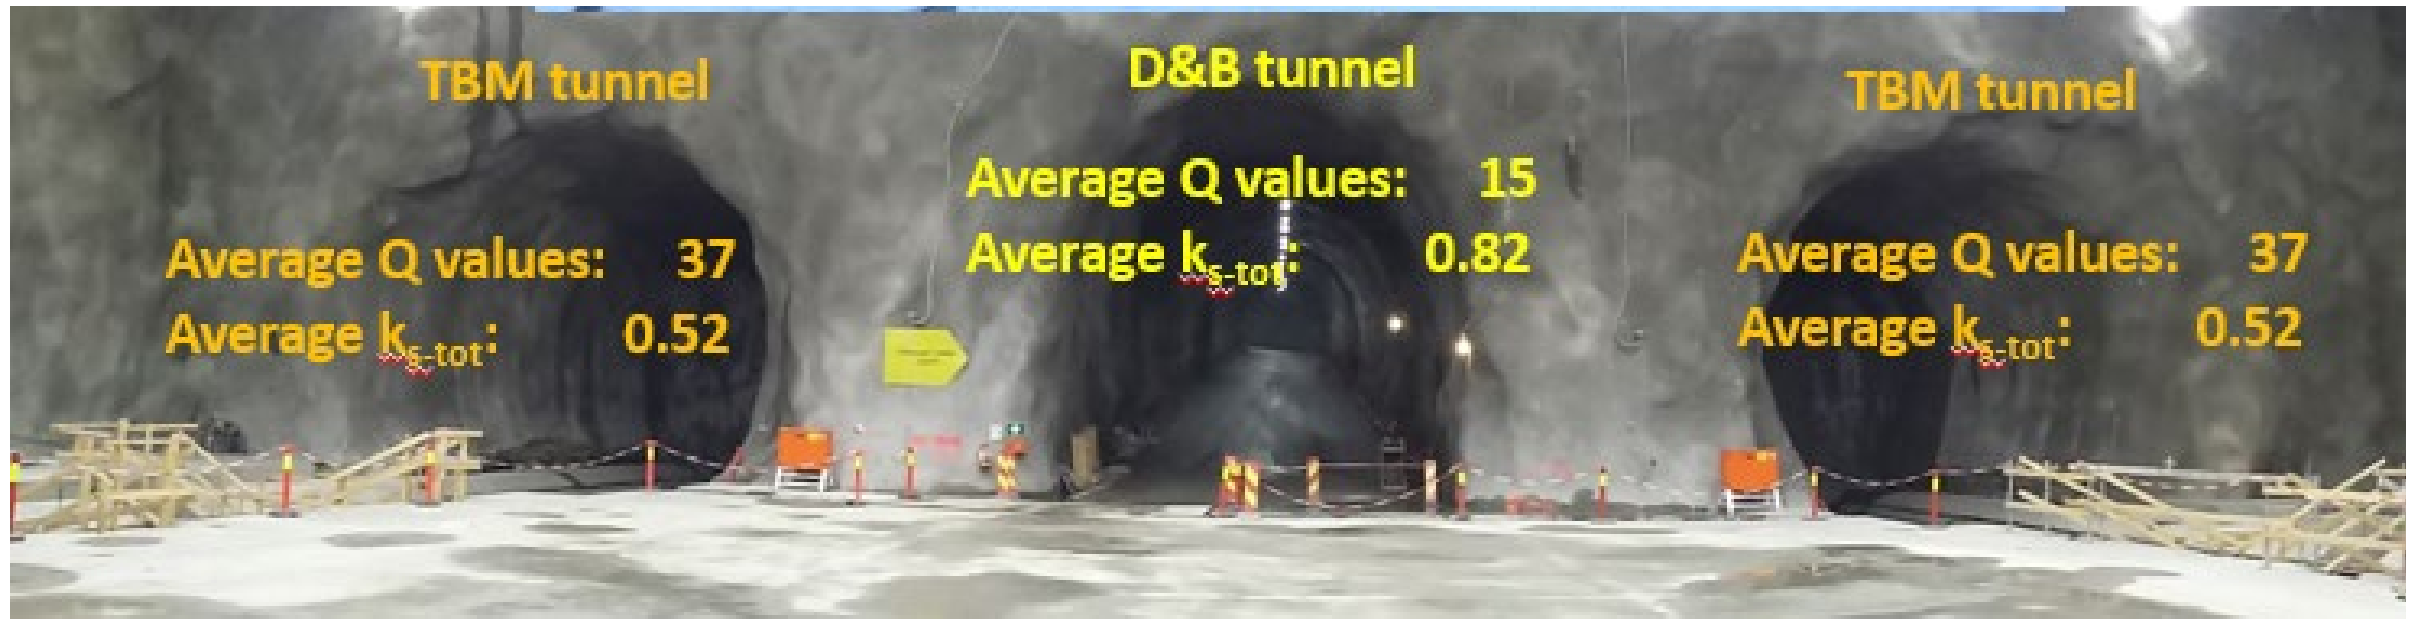 TBM tunnel
Average Q values: 37
Average ks-tot: 0.52
D&B tunnel
Average Q values: 15
Average ks-tot: 0.82
TBM tunnel
Average Q values: 37
Average ks-tot: 0.52